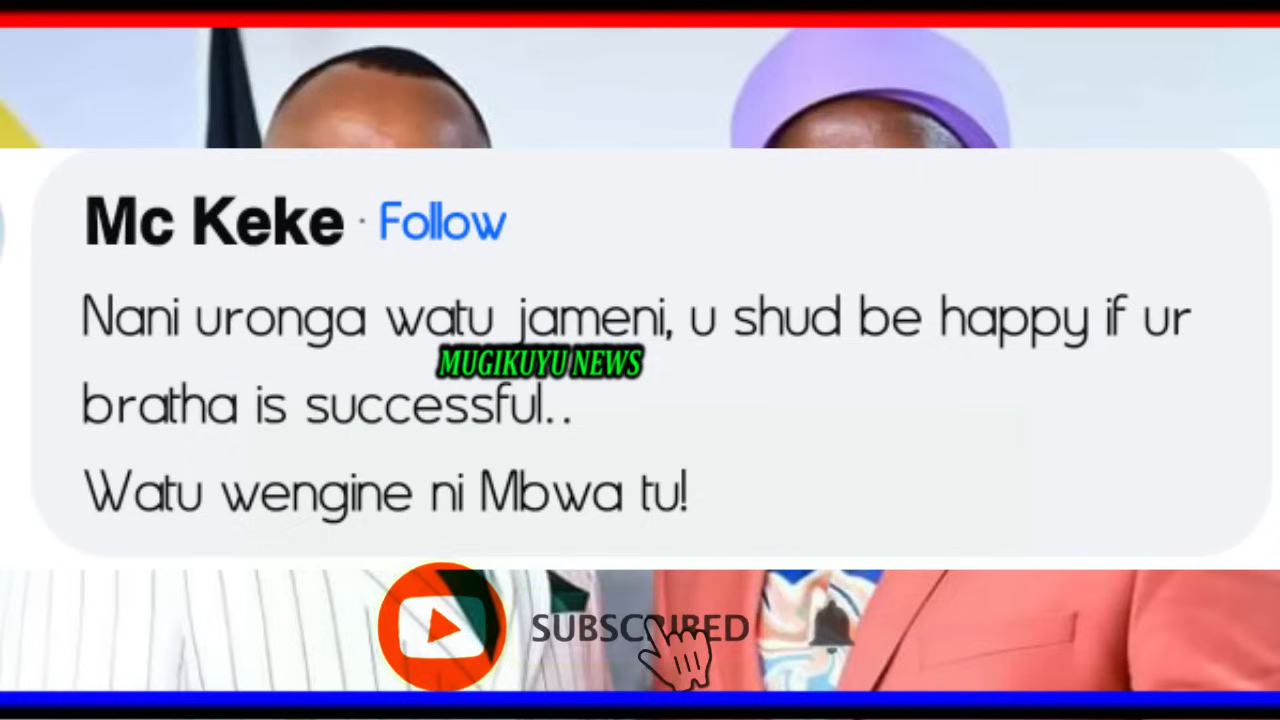 Mc Keke · Follow
Nani uronga watu jameni, u shud be happy if ur
MUGIKUYU NEWS
bratha is successful..
Watu wengine ni Mbwa tu!
SUBSCRIBED